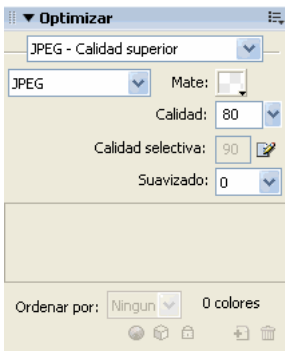 Optimizar
JPEG - Calidad superior
JPEG Mate:
Calidad: 80
Calidad selectiva: 90
Suavizado: 0
Ordenar por: Ningun 0 colores